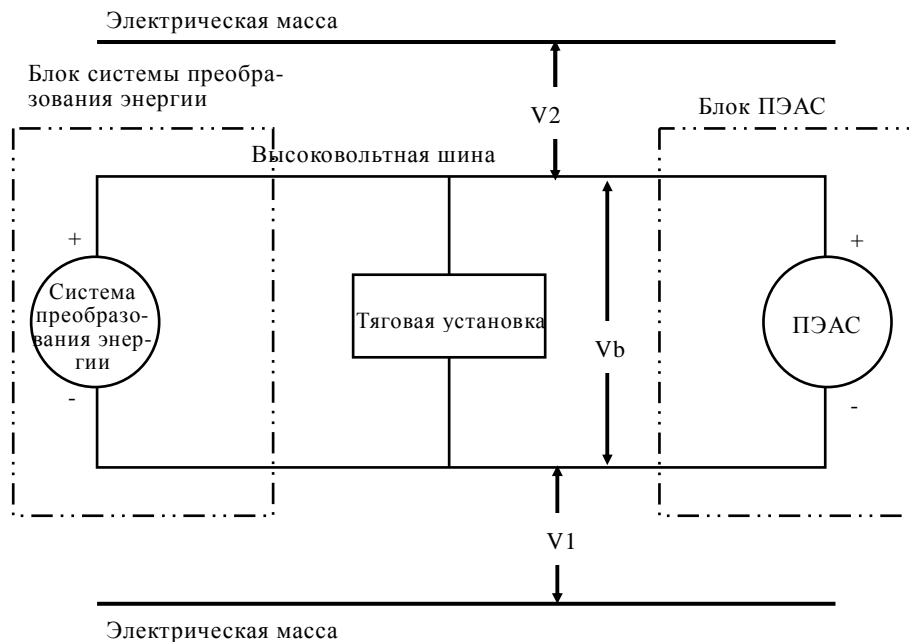 Электрическая масса
Блок системы преобра-
зования энергии
V2
Блок ПЭАС
Высоковольтная шина
+
+
Система
преобразо-
вания энер-
гии
Тяговая установка
Vb
ПЭАС
-
-
V1
Электрическая масса